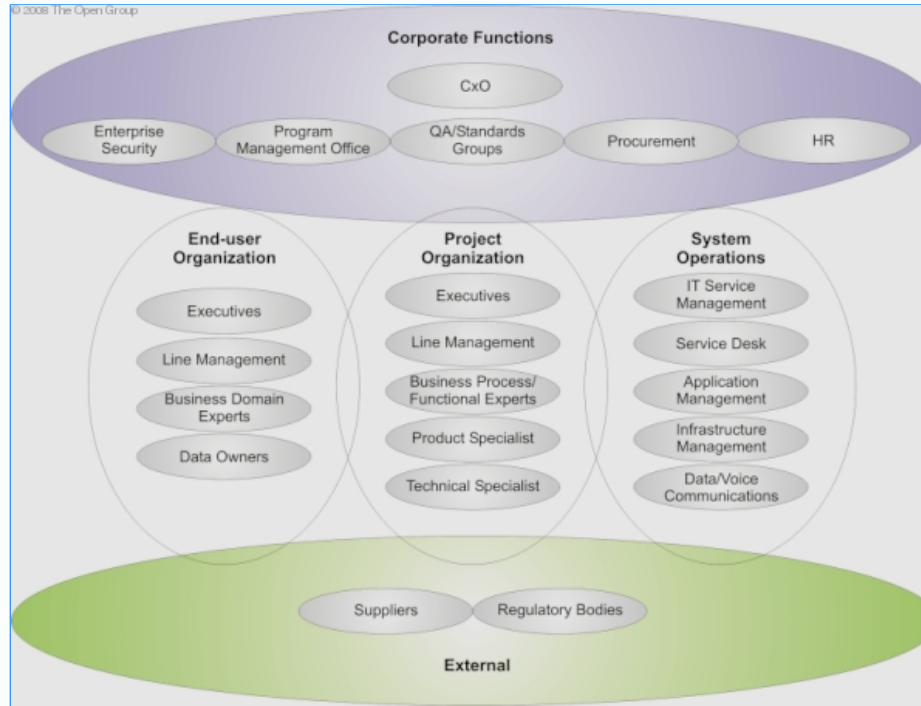 © 2008 The Open Group
Corporate Functions
CxO
Enterprise
Security
Program
Management Office
QA/Standards
Groups
Procurement
HR
End-user
Organization
Executives
Line Management
Business Domain
Experts
Data Owners
Project
Organization
Executives
Line Management
Business Process/
Functional Experts
Product Specialist
Technical Specialist
System
Operations
IT Service
Management
Service Desk
Application
Management
Infrastructure
Management
Data/Voice
Communications
Suppliers
Regulatory Bodies
External